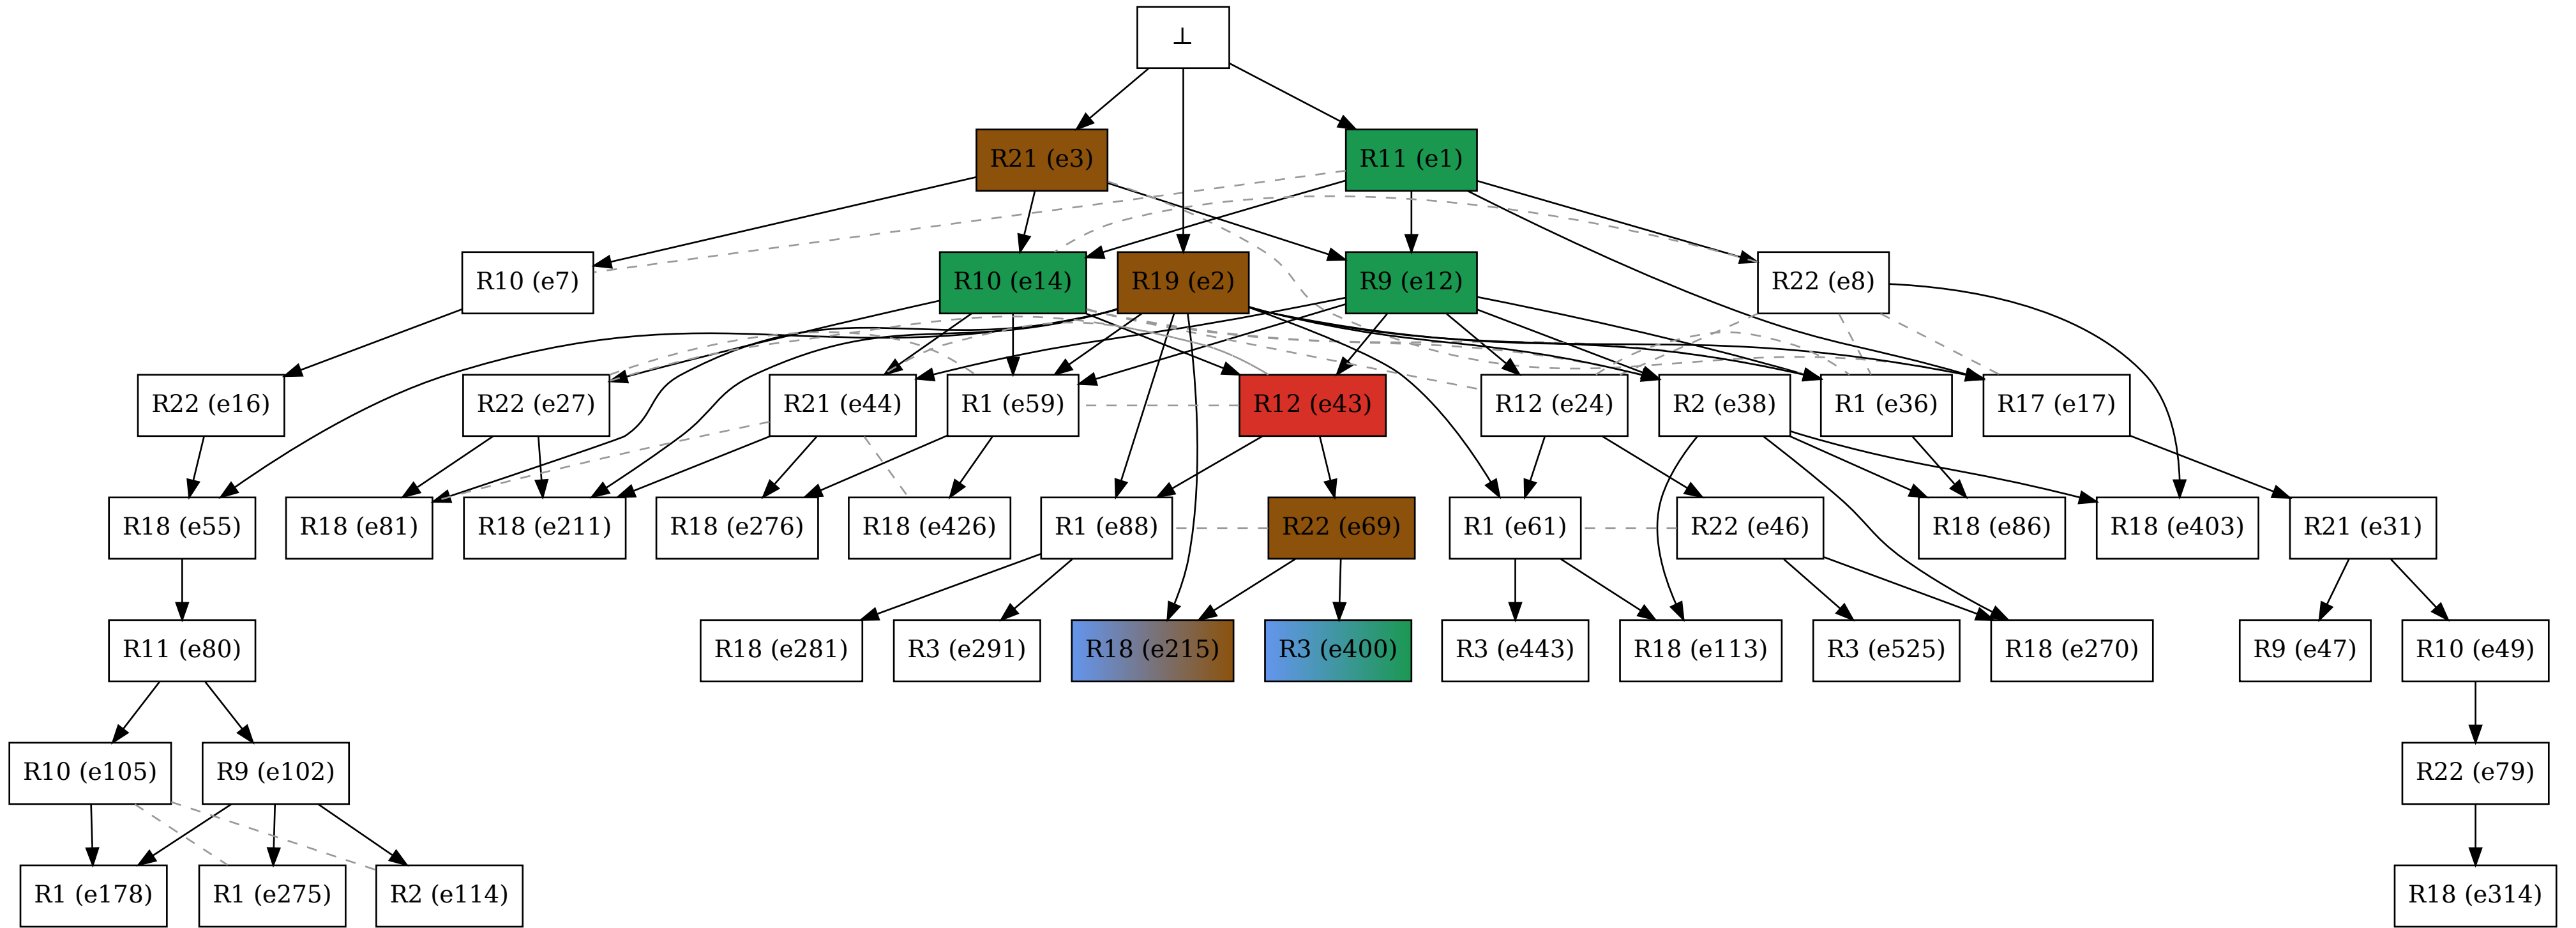 ⊥
R21 (e3)
R11 (e1)
R10 (e7)
R10 (e14)
R19 (e2)
R9 (e12)
R22 (e8)
R22 (e16)
R22 (e27)
R21 (e44)
R1 (e59)
R12 (e43)
R12 (e24)
R2 (e38)
R1 (e36)
R17 (e17)
R18 (e55)
R18 (e81)
R18 (e211)
R18 (e276)
R18 (e426)
R1 (e88)
R22 (e69)
R1 (e61)
R22 (e46)
R18 (e86)
R18 (e403)
R21 (e31)
R11 (e80)
R18 (e281)
R3 (e291)
R18 (e215)
R3 (e400)
R3 (e443)
R18 (e113)
R3 (e525)
R18 (e270)
R9 (e47)
R10 (e49)
R10 (e105)
R9 (e102)
R22 (e79)
R1 (e178)
R1 (e275)
R2 (e114)
R18 (e314)